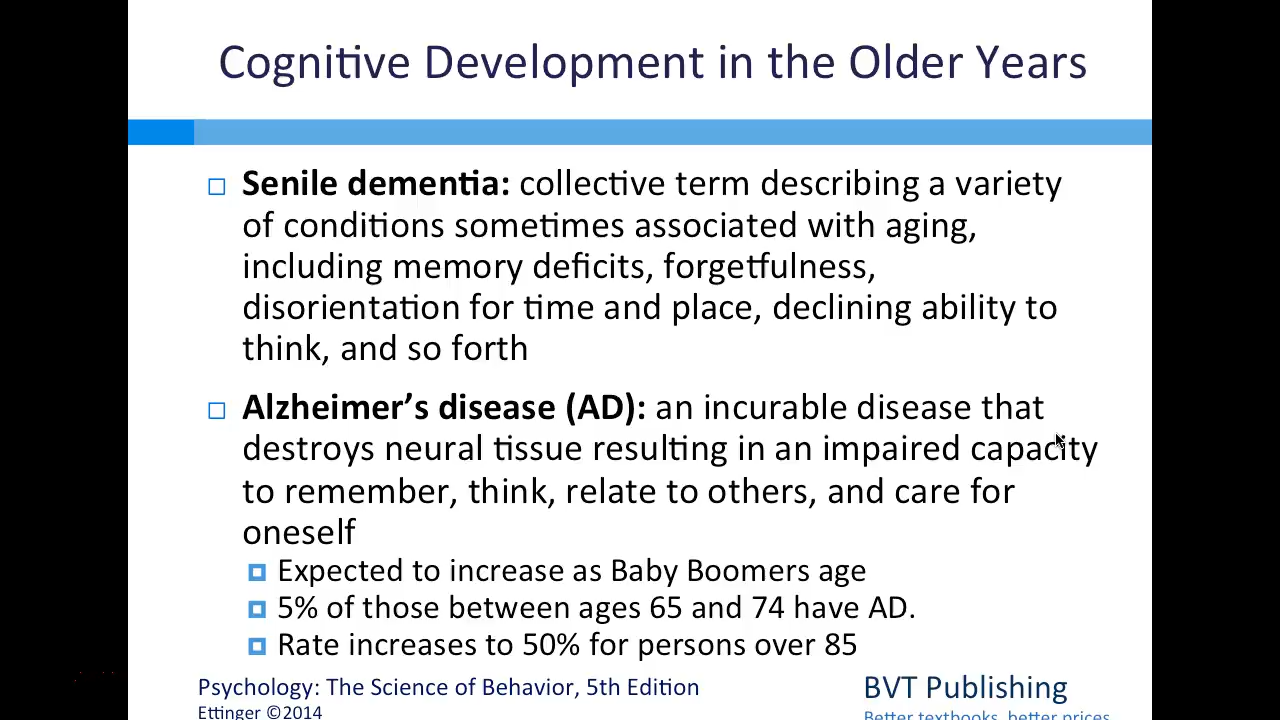 Cognitive Development in the Older Years
Senile dementia: collective term describing a variety
of conditions sometimes associated with aging,
including memory deficits, forgetfulness,
disorientation for time and place, declining ability to
think, and so forth
Alzheimer’s disease (AD): an incurable disease that
destroys neural tissue resulting in an impaired capacity
to remember, think, relate to others, and care for
oneself
Expected to increase as Baby Boomers age
5% of those between ages 65 and 74 have AD.
Rate increases to 50% for persons over 85
Psychology: The Science of Behavior, 5th Edition
Ettinger ©2014
BVT Publishing
Better textbooks, better prices